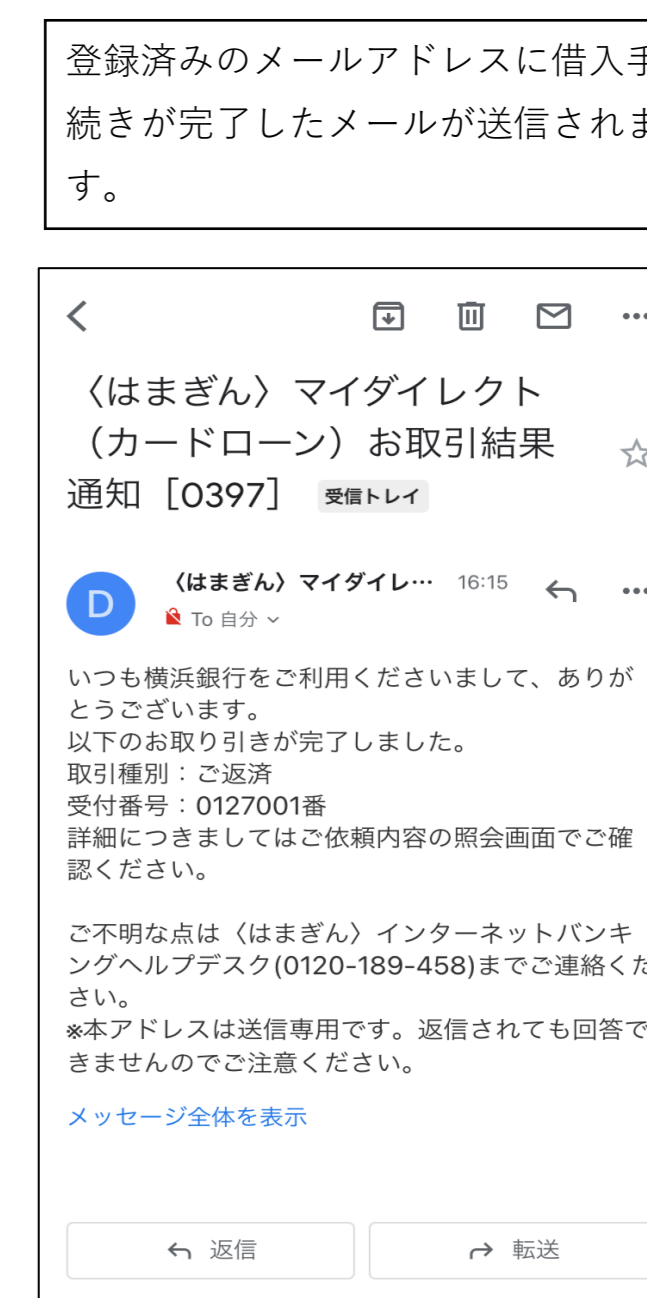 登録済みのメールアドレスに借入手
続きが完了したメールが送信されま
す。
〈はまぎん〉マイダイレクト
（カードローン）お取引結果
通知［0397］ 受信トレイ
D
〈はまぎん〉マイダイレ… 16:15
To 自分
いつも横浜銀行をご利用くださいまして、ありが
とうございます。
以下のお取り引きが完了しました。
取引種別：ご返済
受付番号：0127001番
詳細につきましてはご依頼内容の照会画面でご確
認ください。
ご不明な点は〈はまぎん〉インターネットバンキ
ングヘルプデスク(0120-189-458)までご連絡くだ
さい。
※本アドレスは送信専用です。返信されても回答で
きませんのでご注意ください。
メッセージ全体を表示
返信 転送